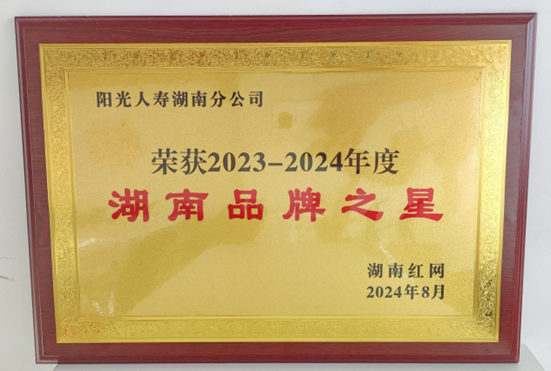 阳光人寿湖南分公司
荣获2023-2024年度
湖南品牌之星
湖南红网
2024年8月